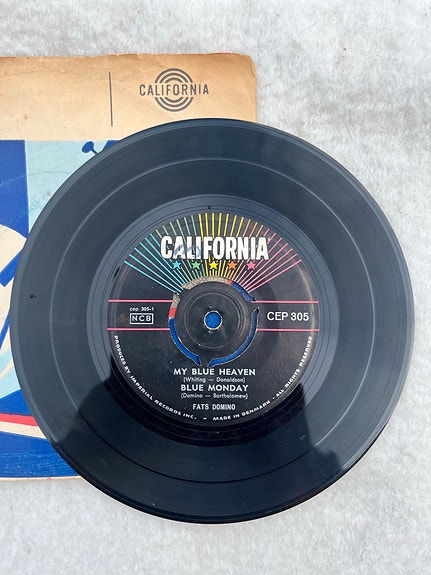 CALIFORNIA
CALIFORNIA
cep 305-1
NCB
CEP 305
MY BLUE HEAVEN
(Whiting — Donaldson)
BLUE MONDAY
(Domino — Bartholomew)
FATS DOMINO
PRODUCED BY IMPERIAL RECORDS INC. • MADE IN DENMARK - ALL RIGHTS RESERVED